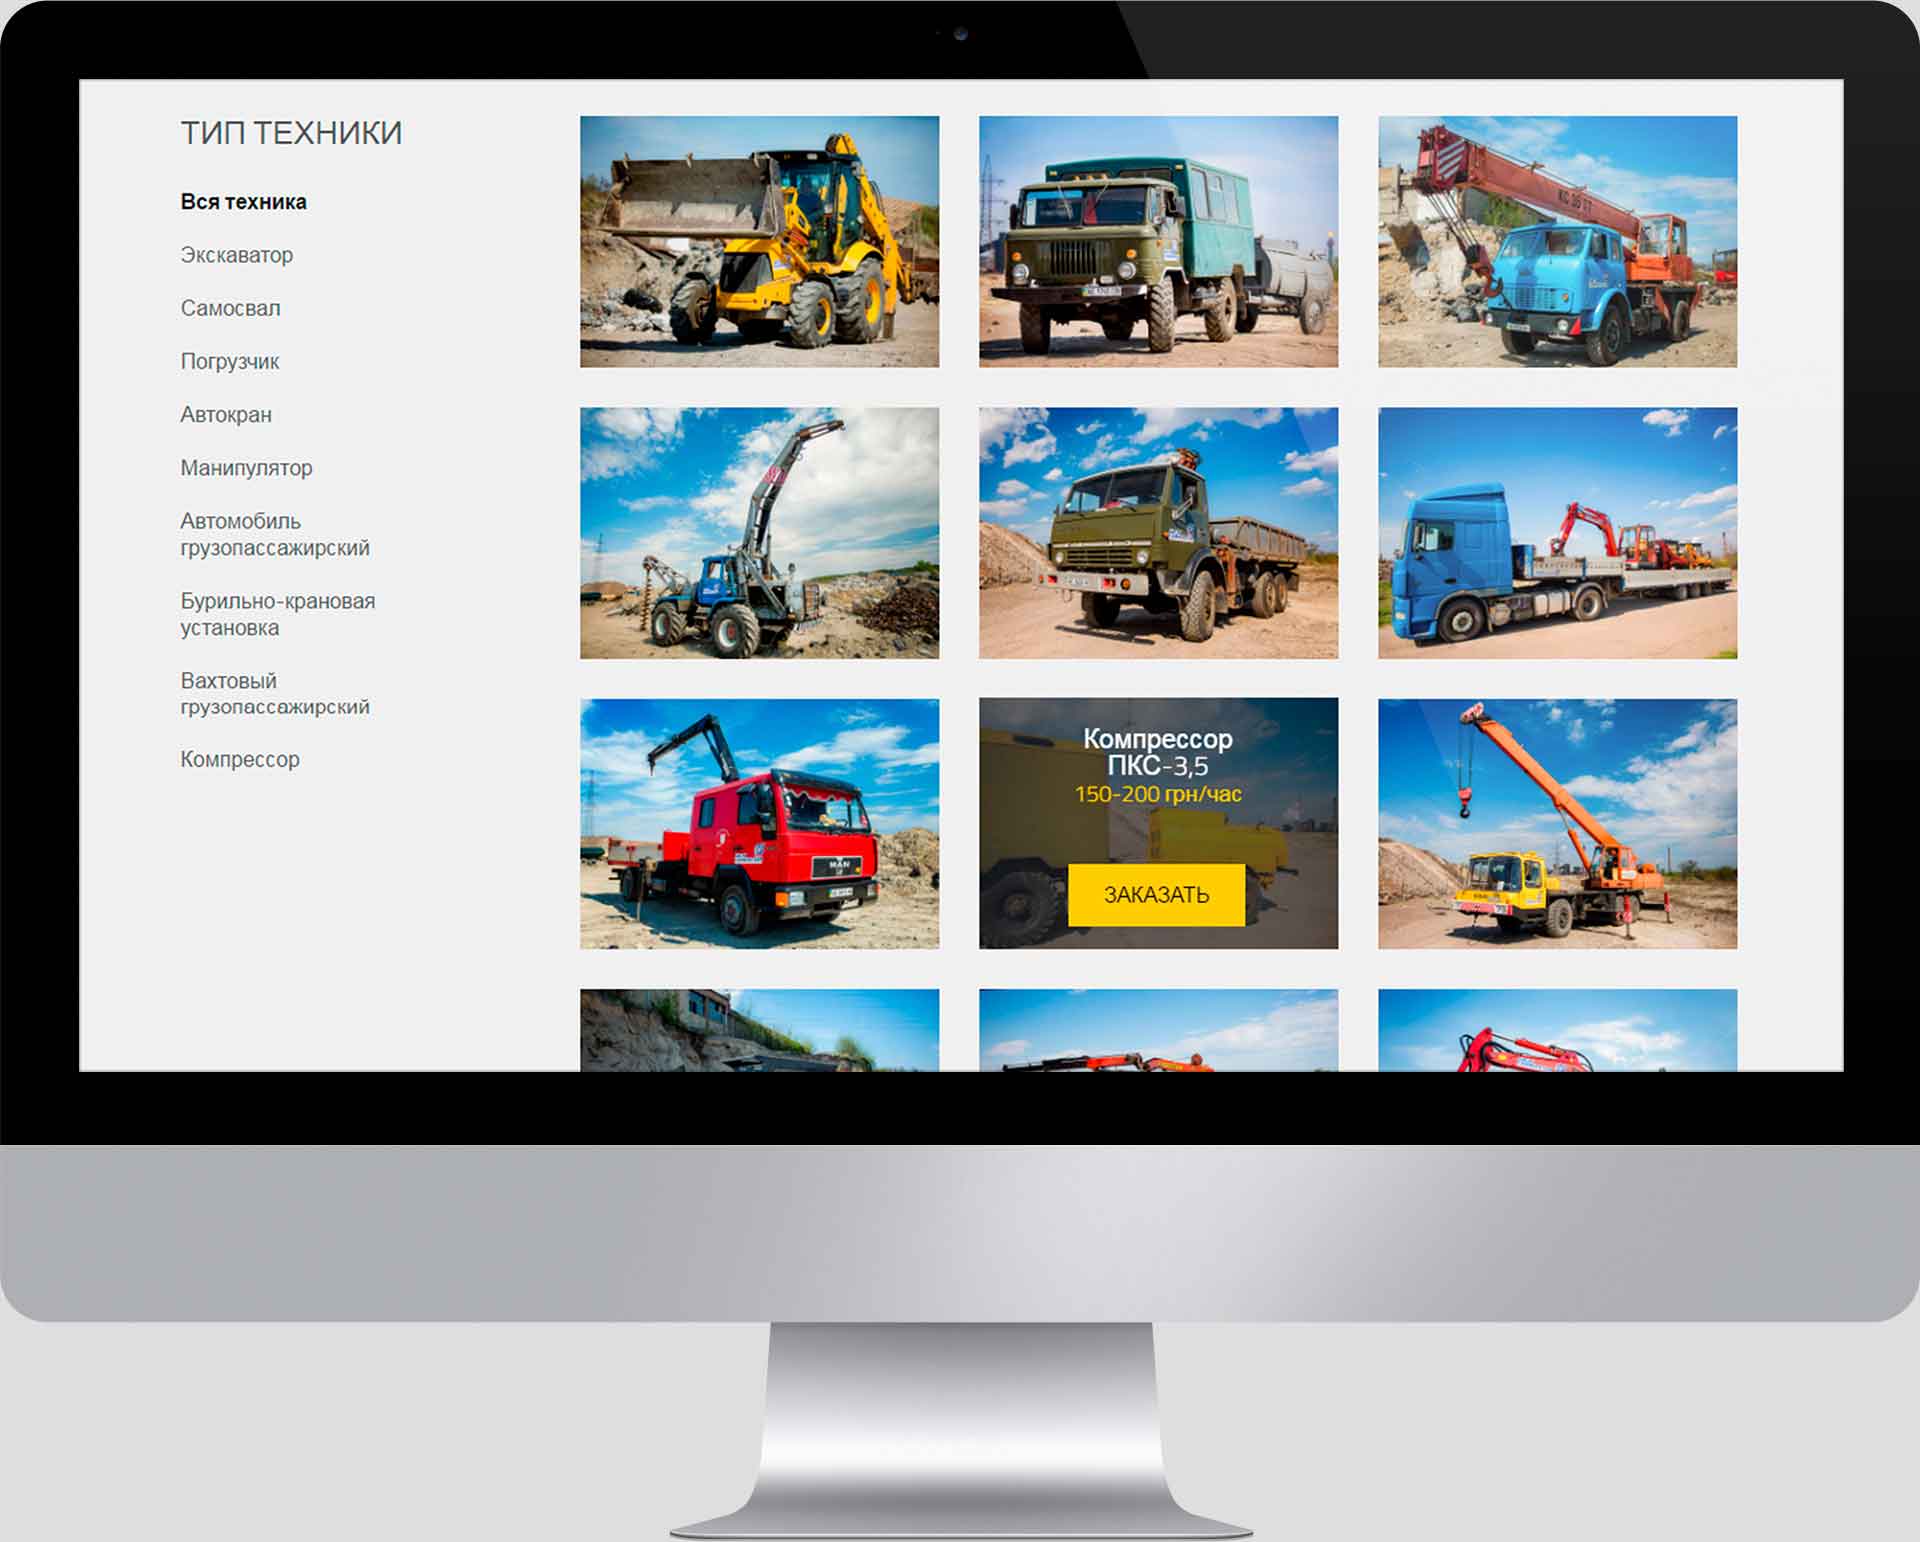 ТИП ТЕХНИКИ
Вся техника
Экскаватор
Самосвал
Погрузчик
Автокран
Манипулятор
Автомобиль
грузопассажирский
Бурильно-крановая
установка
Вахтовый
грузопассажирский
Компрессор
Компрессор
ПКС-3,5
150-200 грн/час
ЗАКАЗАТЬ
MAN